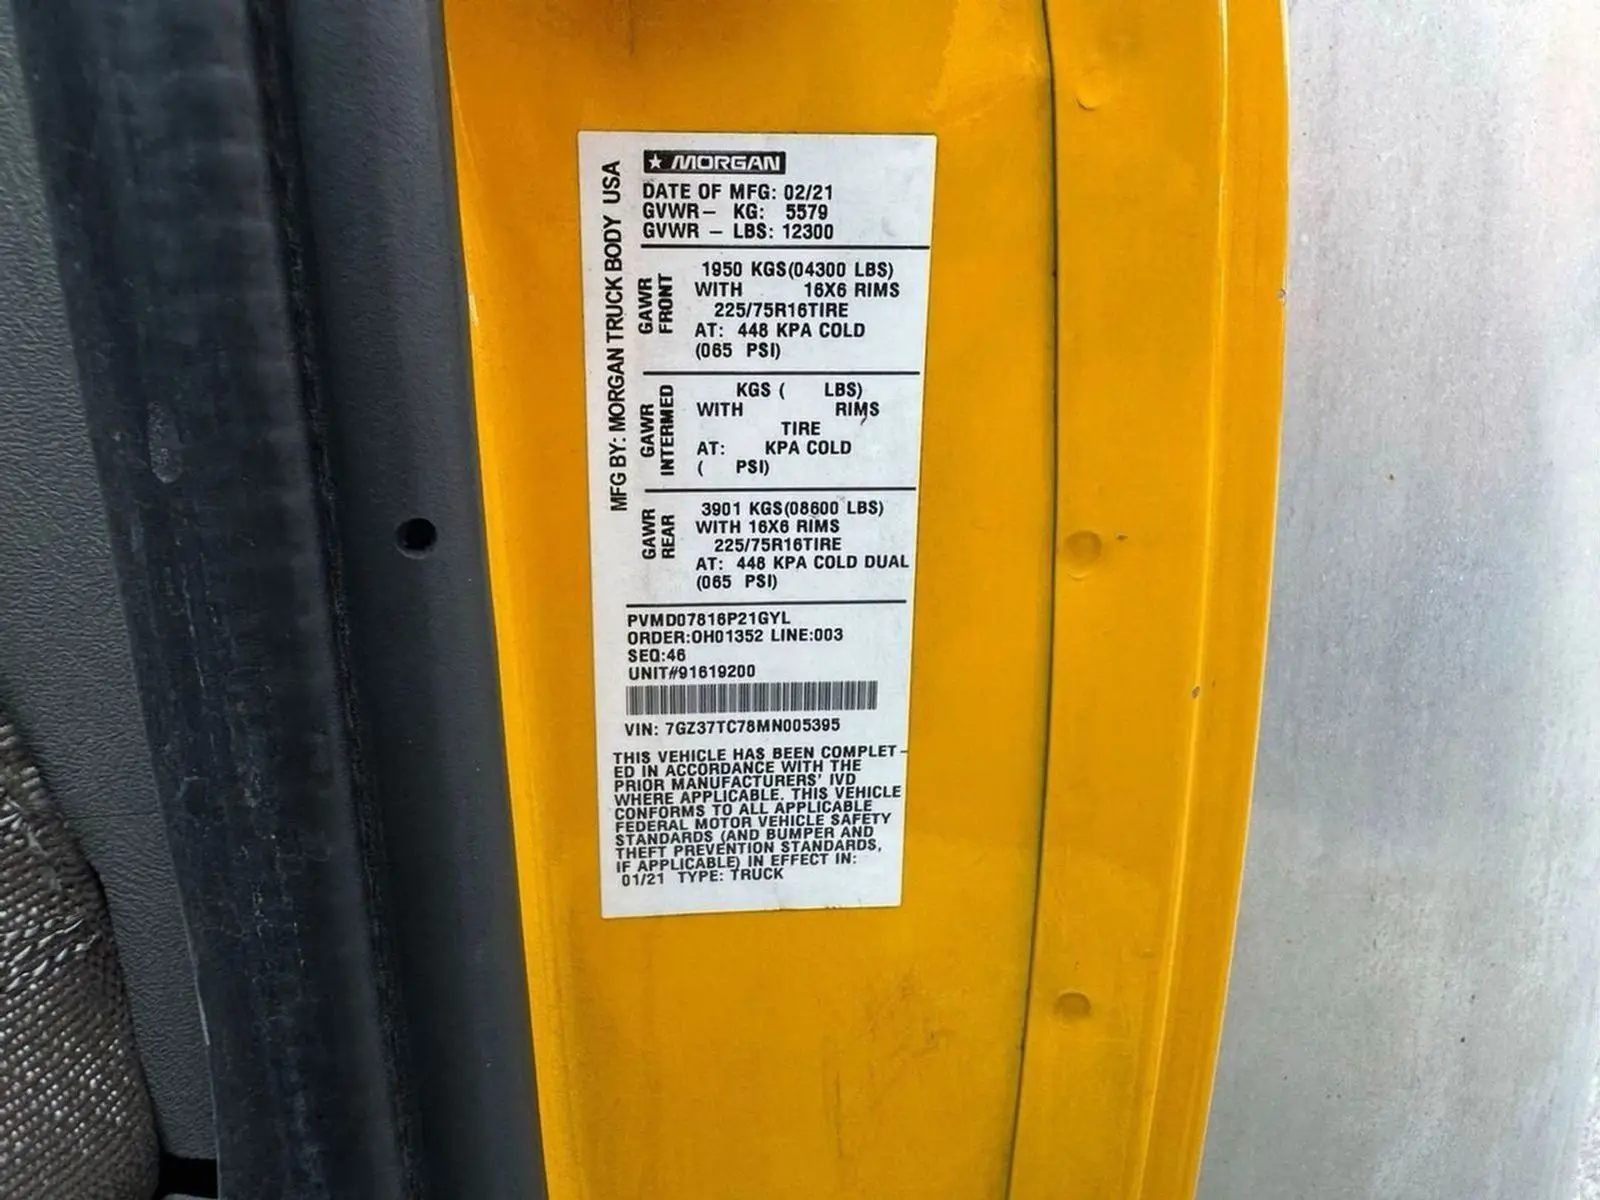 MFG BY: MORGAN TRUCK BODY USA
★ MORGAN
DATE OF MFG: 02/21
GVWR – KG: 5579
GVWR – LBS: 12300
GAWR FRONT
1950 KGS(04300 LBS)
WITH 16X6 RIMS
225/75R16TIRE
AT: 448 KPA COLD
(065 PSI)
GAWR INTERMED
KGS ( LBS)
WITH RIMS
TIRE
AT: KPA COLD
( PSI)
GAWR REAR
3901 KGS(08600 LBS)
WITH 16X6 RIMS
225/75R16TIRE
AT: 448 KPA COLD DUAL
(065 PSI)
PVMD07816P21GYL
ORDER:OH01352 LINE:003
SEQ:46
UNIT#91619200
VIN: 7GZ37TC78MN005395
THIS VEHICLE HAS BEEN COMPLET-
ED IN ACCORDANCE WITH THE
PRIOR MANUFACTURERS' IVD
WHERE APPLICABLE. THIS VEHICLE
CONFORMS TO ALL APPLICABLE
FEDERAL MOTOR VEHICLE SAFETY
STANDARDS (AND BUMPER AND
THEFT PREVENTION STANDARDS,
IF APPLICABLE) IN EFFECT IN:
01/21 TYPE: TRUCK